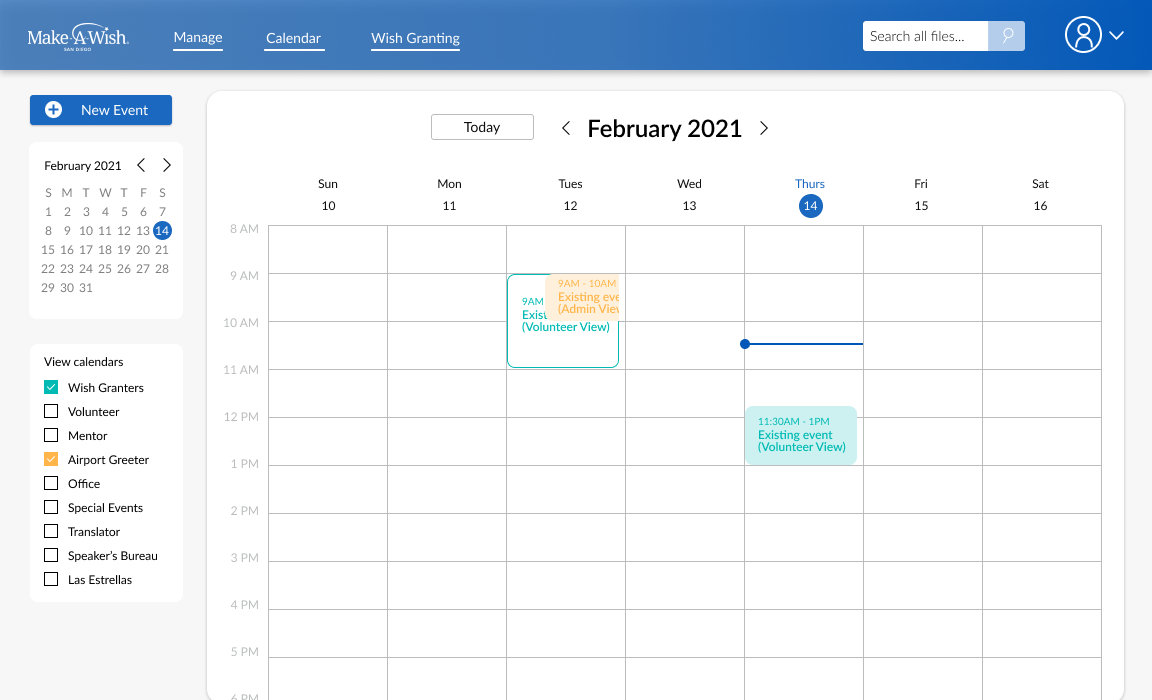 Make-A-Wish.
SAN DIEGO
Manage
Calendar
Wish Granting
Search all files...
New Event
February 2021
S M T W T F S
1 2 3 4 5 6 7
8 9 10 11 12 13 14
15 16 17 18 19 20 21
22 23 24 25 26 27 28
29 30 31
View calendars
Wish Granters
Volunteer
Mentor
Airport Greeter
Office
Special Events
Translator
Speaker's Bureau
Las Estrellas
Today
February 2021
Sun Mon Tues Wed Thurs Fri Sat
10 11 12 13 14 15 16
8 AM
9 AM
9AM - 10AM
Existing eve
(Admin View
9AM
Exist
(Volunteer View)
10 AM
11 AM
12 PM
11:30AM - 1PM
Existing event
(Volunteer View)
1 PM
2 PM
3 PM
4 PM
5 PM
6 PM